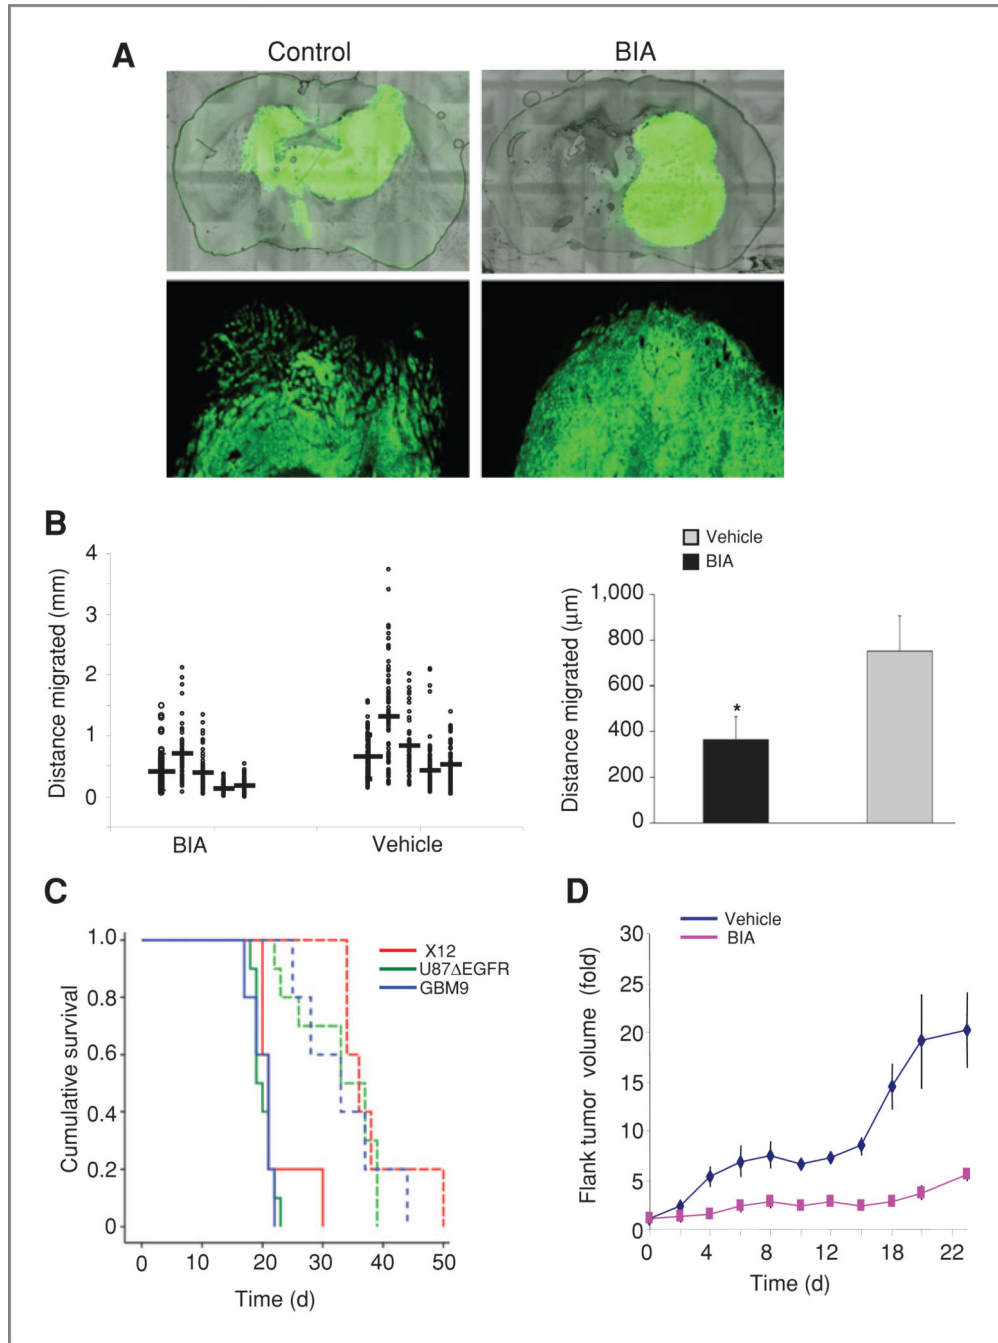 A
Control
BIA
B
Distance migrated (mm)
4
3
2
1
0
BIA
Vehicle
Vehicle
BIA
Distance migrated (μm)
1,000
800
600
400
200
0
*
C
Cumulative survival
1.0
0.8
0.6
0.4
0.2
0
X12
U87ΔEGFR
GBM9
0 10 20 30 40 50
Time (d)
D
Vehicle
BIA
Flank tumor volume (fold)
30
25
20
15
10
5
0
0 4 8 12 18 22
Time (d)